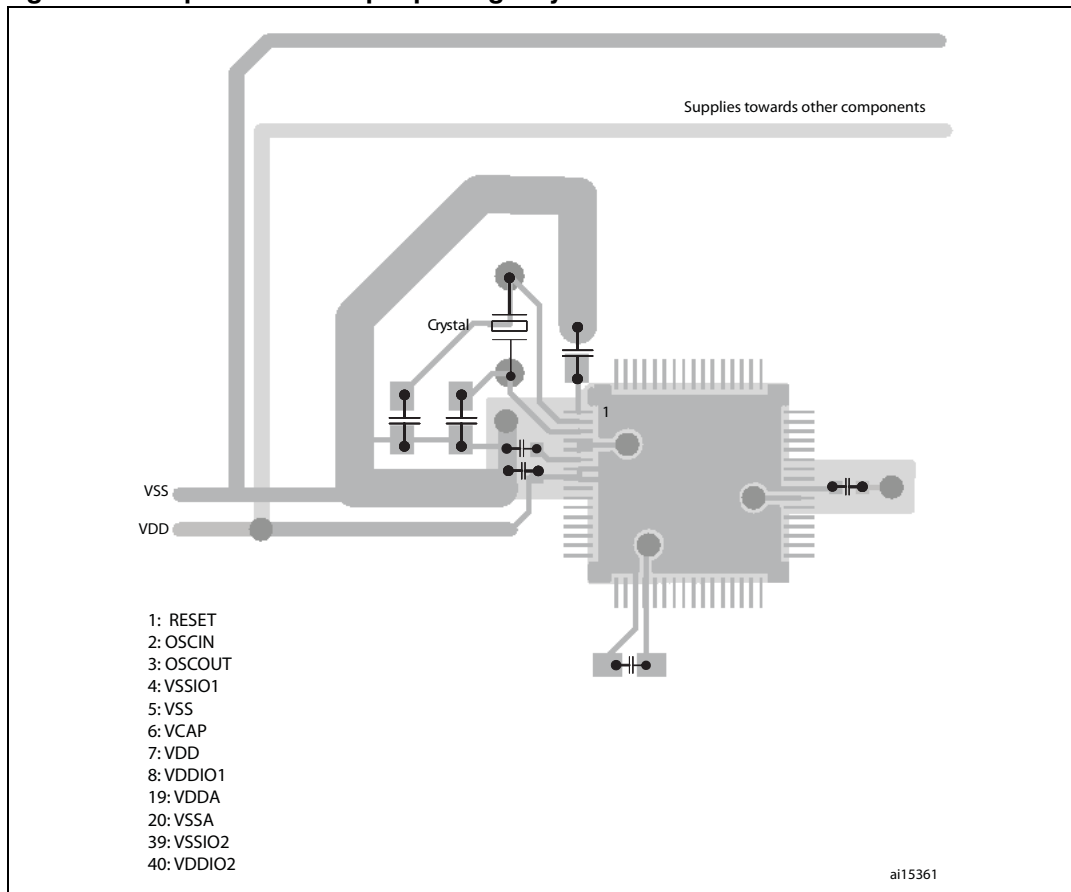 Supplies towards other components
Crystal
1
VSS
VDD
1: RESET
2: OSCIN
3: OSCOUT
4: VSSIO1
5: VSS
6: VCAP
7: VDD
8: VDDIO1
19: VDDA
20: VSSA
39: VSSIO2
40: VDDIO2
ai15361